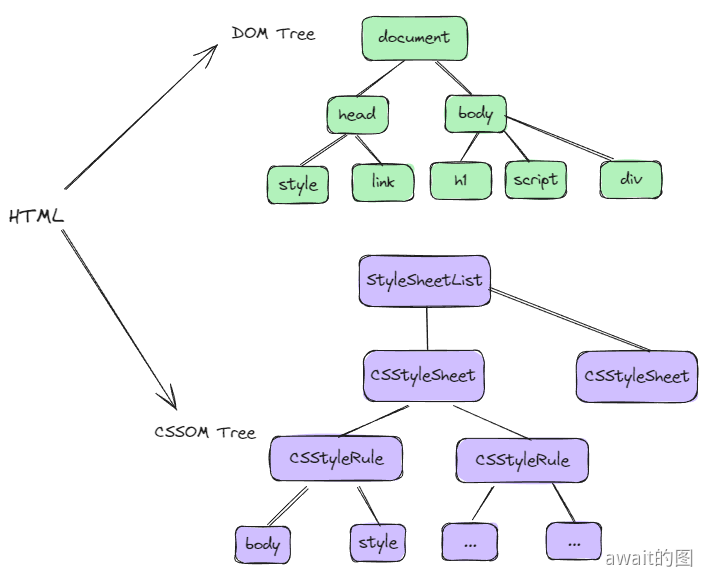 DOM Tree
document
head
body
style
link
h1
script
div
HTML
StyleSheetList
CSStyleSheet
CSStyleSheet
CSSOM Tree
CSStyleRule
CSStyleRule
body
style
...
...
await的图